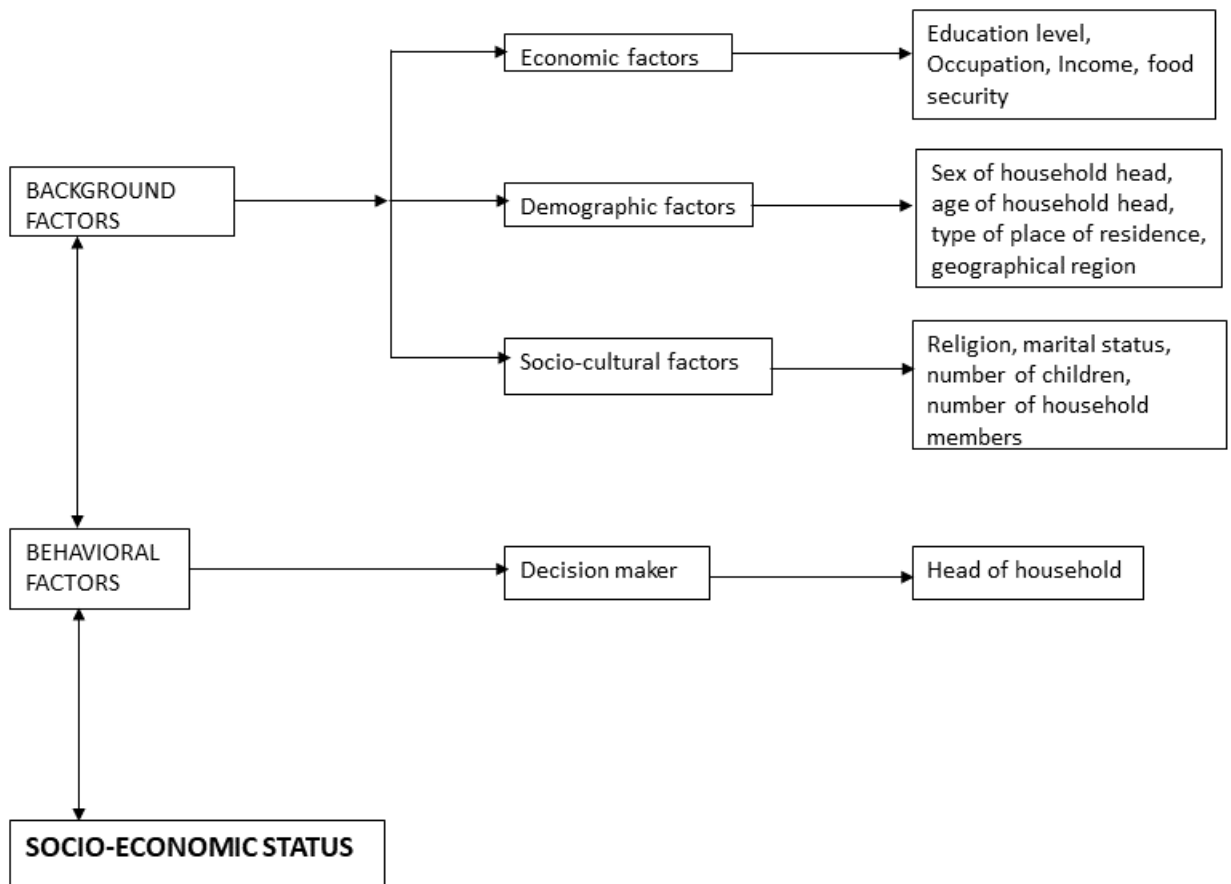 Economic factors
Education level,
Occupation, Income, food
security
BACKGROUND
FACTORS
Demographic factors
Sex of household head,
age of household head,
type of place of residence,
geographical region
Socio-cultural factors
Religion, marital status,
number of children,
number of household
members
BEHAVIORAL
FACTORS
Decision maker
Head of household
SOCIO-ECONOMIC STATUS